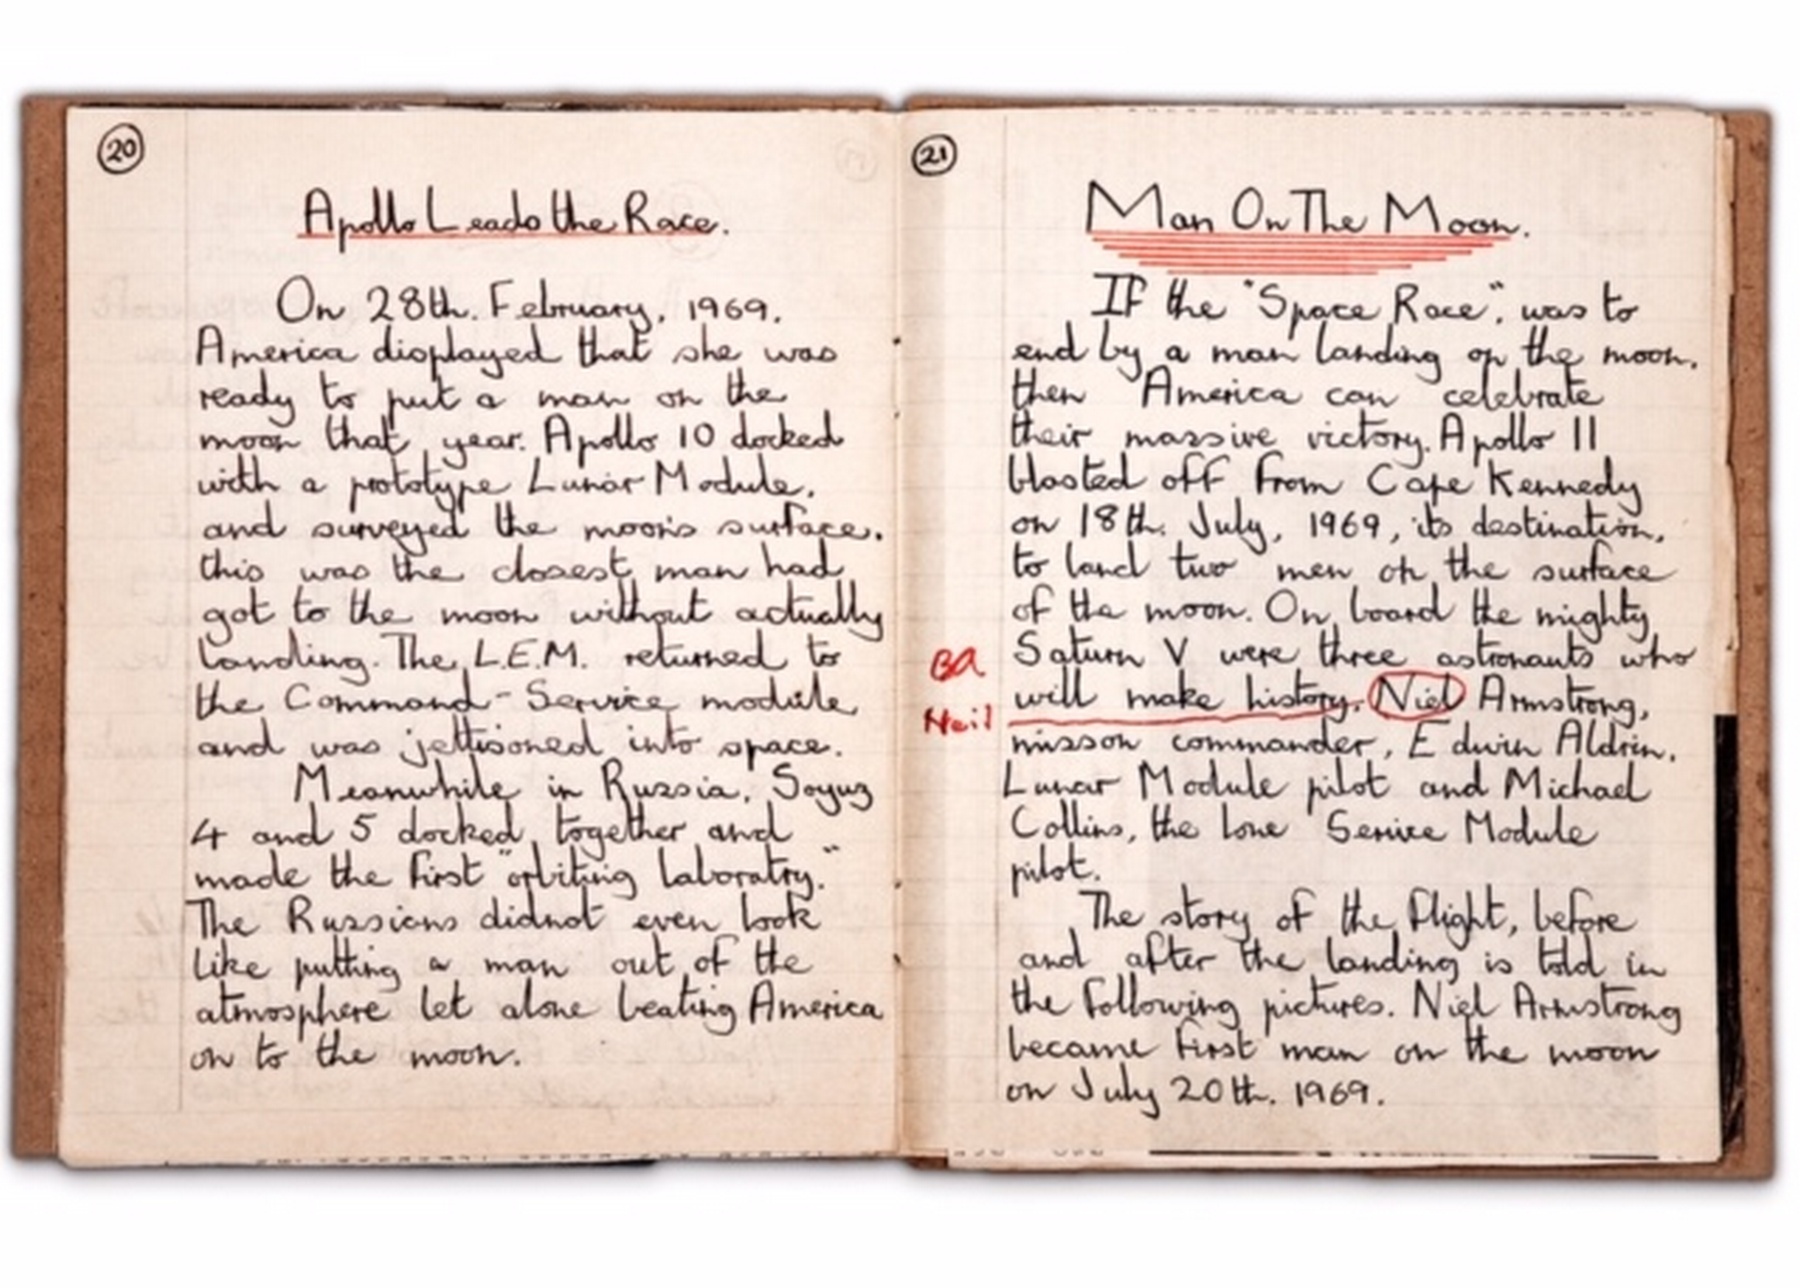 20
Apollo Leads the Race.
On 28th. February, 1969.
America displayed that she was
ready to put a man on the
moon that year. Apollo 10 docked
with a prototype Lunar Module,
and surveyed the moon's surface,
this was the closest man had
got to the moon without actually
landing. The L.E.M. returned to
the Command-Service module
and was jettisoned into space.
Meanwhile in Russia, Soyuz
4 and 5 docked together and
made the first "orbiting laboratry."
The Russians didnot even look
like putting a man out of the
atmosphere let alone beating America
on to the moon.
21
Man On The Moon.
If the "Space Race", was to
end by a man landing on the moon,
then America can celebrate
their massive victory. Apollo 11
blasted off from Cape Kennedy
on 18th. July, 1969, its destination,
to land two men on the surface
of the moon. On board the mighty
Saturn V were three astronauts who
will make history. Niel Armstrong,
Neil
misson commander, Edwin Aldrin,
Lunar Module pilot and Michael
Collins, the lone Service Module
pilot.
The story of the flight, before
and after the landing is told in
the following pictures. Niel Armstrong
became first man on the moon
on July 20th. 1969.